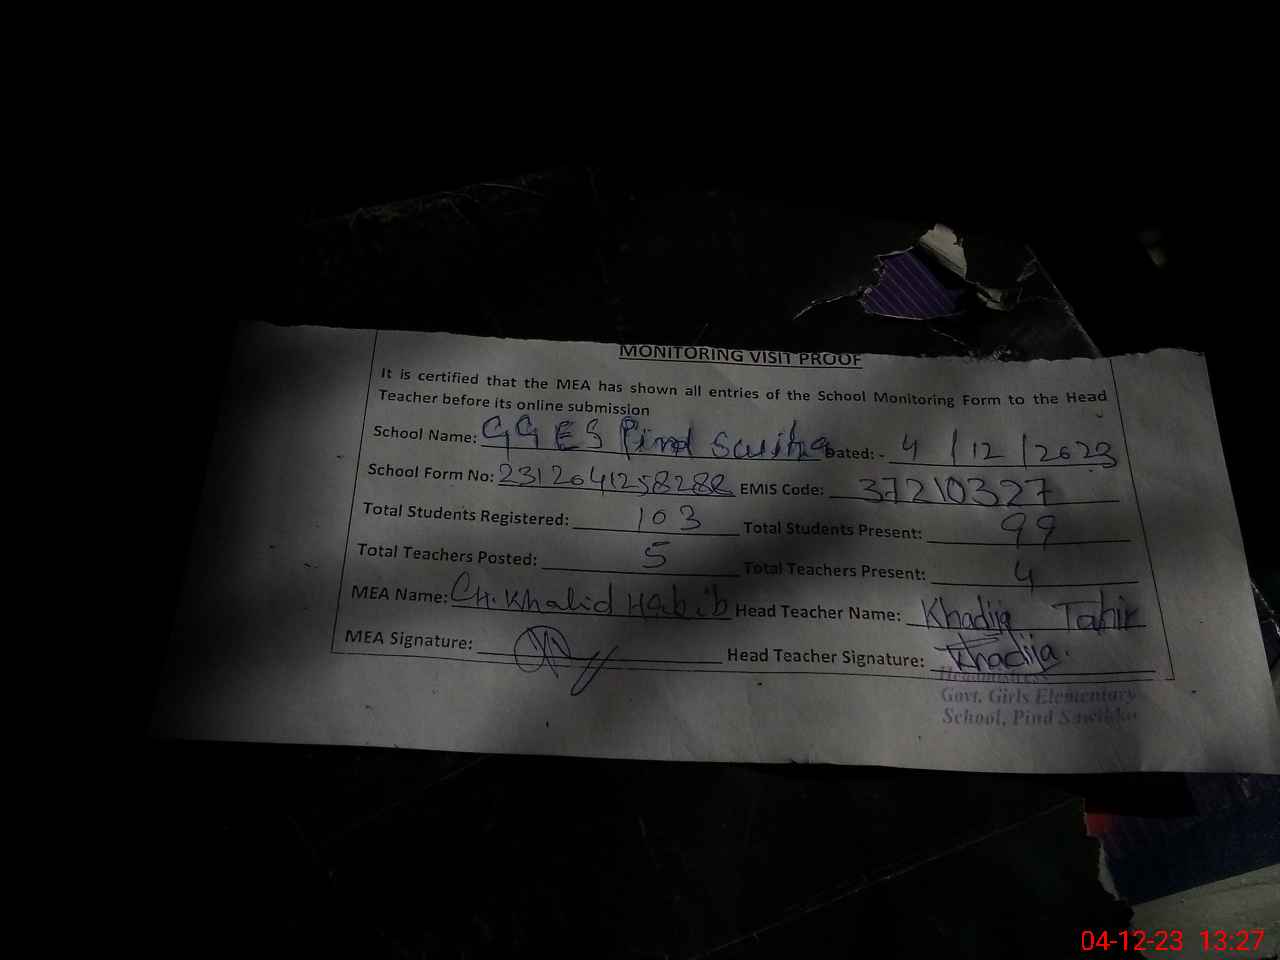 MONITORING VISIT PROOF
It is certified that the MEA has shown all entries of the School Monitoring Form to the Head
Teacher before its online submission
School Name: GGES Pind Dated: - 4/12/2023
School Form No: 2312041258288 EMIS Code: 37210327
Total Students Registered: 103 Total Students Present: 99
Total Teachers Posted: 5 Total Teachers Present: 4
MEA Name: CH. Khalid Habib Head Teacher Name: Khadija Tahir
MEA Signature: Head Teacher Signature: Khadija.
Headmistress
Govt. Girls Elementary
School, Pind
04-12-23 13:27